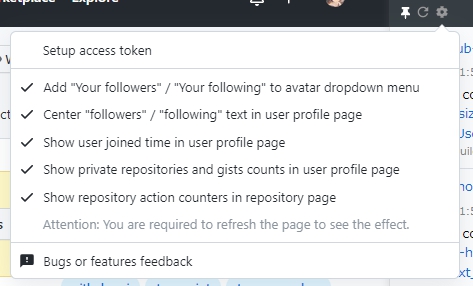 Explore
Setup access token
Add "Your followers" / "Your following" to avatar dropdown menu
Center "followers" / "following" text in user profile page
Show user joined time in user profile page
Show private repositories and gists counts in user profile page
Show repository action counters in repository page
Attention: You are required to refresh the page to see the effect.
Bugs or features feedback